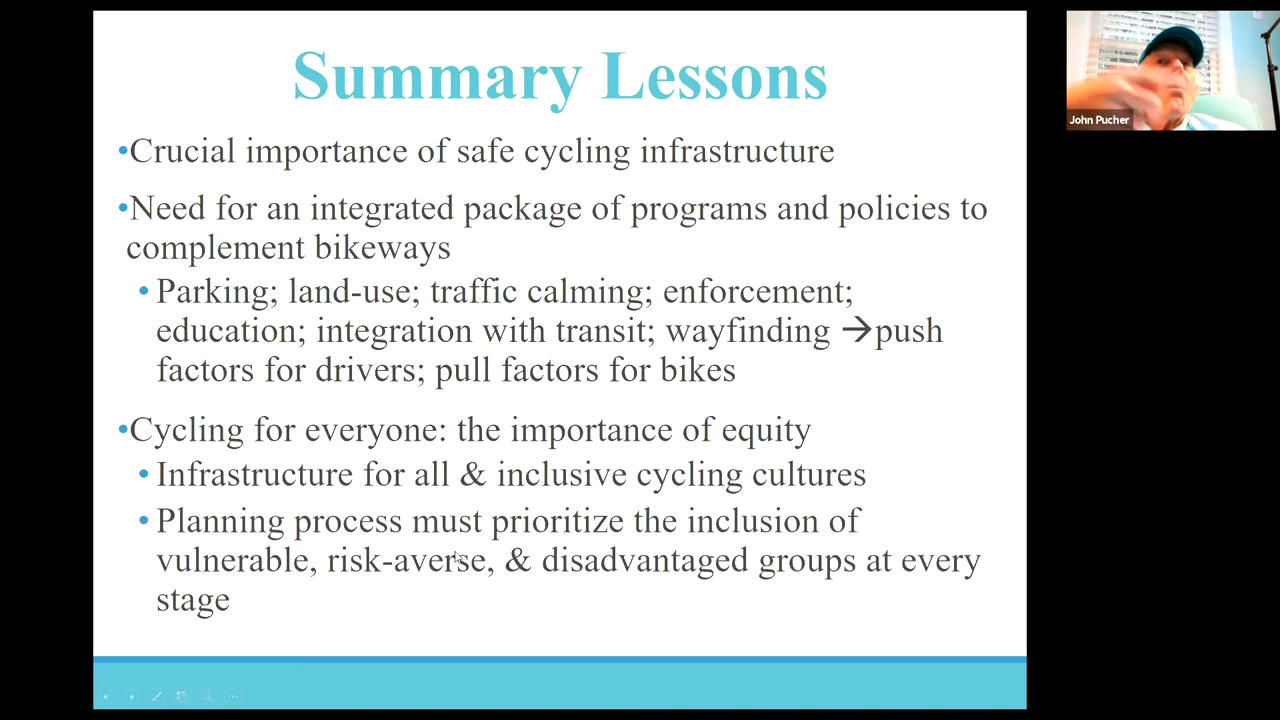 Summary Lessons
•Crucial importance of safe cycling infrastructure
•Need for an integrated package of programs and policies to
complement bikeways
•Parking; land-use; traffic calming; enforcement;
education; integration with transit; wayfinding →push
factors for drivers; pull factors for bikes
•Cycling for everyone: the importance of equity
•Infrastructure for all & inclusive cycling cultures
•Planning process must prioritize the inclusion of
vulnerable, risk-averse, & disadvantaged groups at every
stage
John Pucher